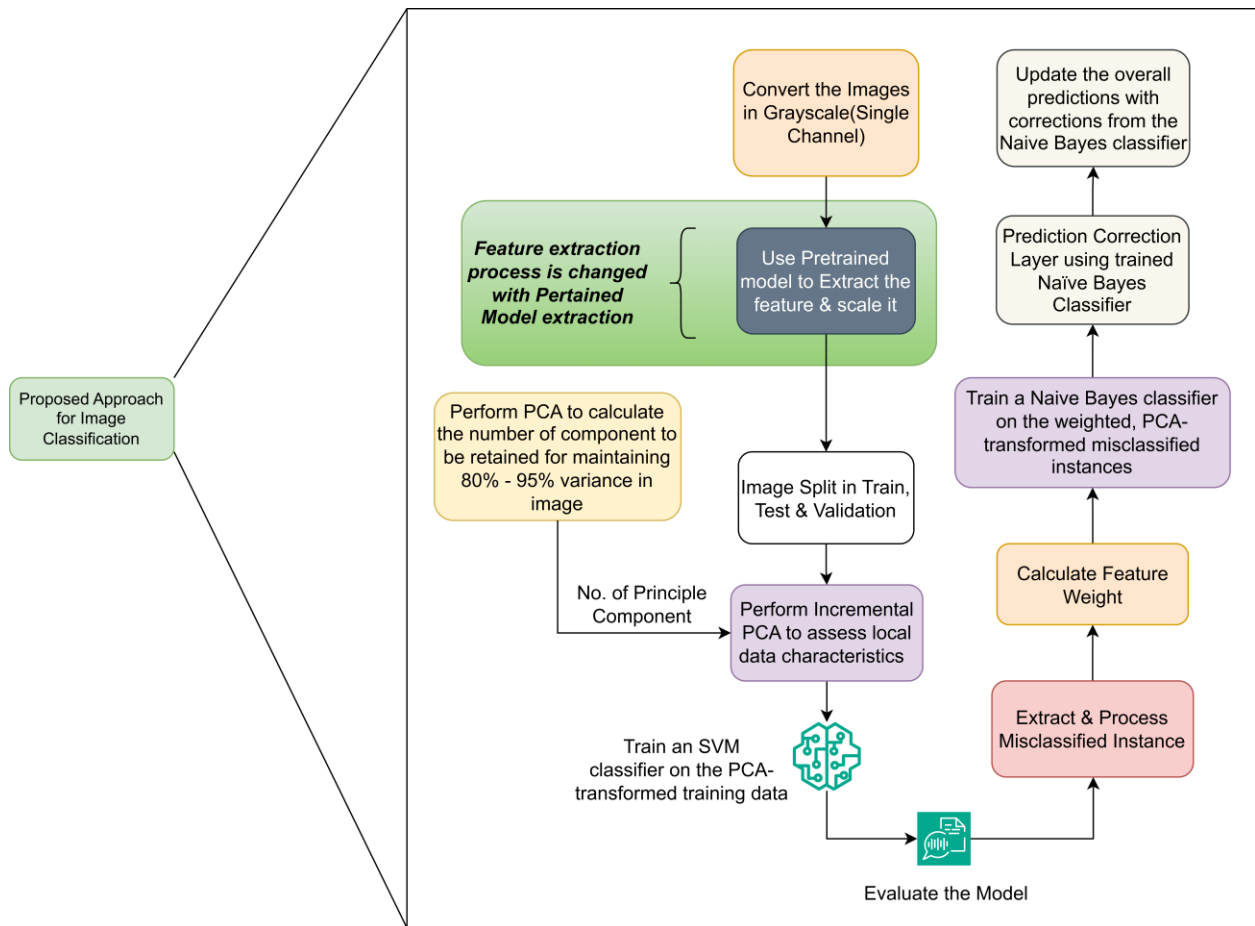 Proposed Approach
for Image
Classification
Convert the Images
in Grayscale(Single
Channel)
Feature extraction
process is changed
with Pertained
Model extraction
Use Pretrained
model to Extract the
feature & scale it
Perform PCA to calculate
the number of component to
be retained for maintaining
80% - 95% variance in
image
Image Split in Train,
Test & Validation
No. of Principle
Component
Perform Incremental
PCA to assess local
data characteristics
Train an SVM
classifier on the PCA-
transformed training data
Evaluate the Model
Extract & Process
Misclassified Instance
Calculate Feature
Weight
Train a Naive Bayes classifier
on the weighted, PCA-
transformed misclassified
instances
Prediction Correction
Layer using trained
Naïve Bayes
Classifier
Update the overall
predictions with
corrections from the
Naive Bayes classifier